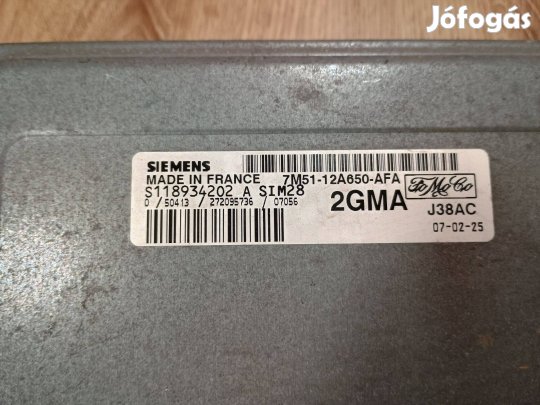 Jófogás
SIEMENS
MADE IN FRANCE 7M51-12A650-AFA
S118934202 A SIM28
0 / 50413 / 272095736 / 07056
2GMA FoMoCo
J38AC
07-02-25